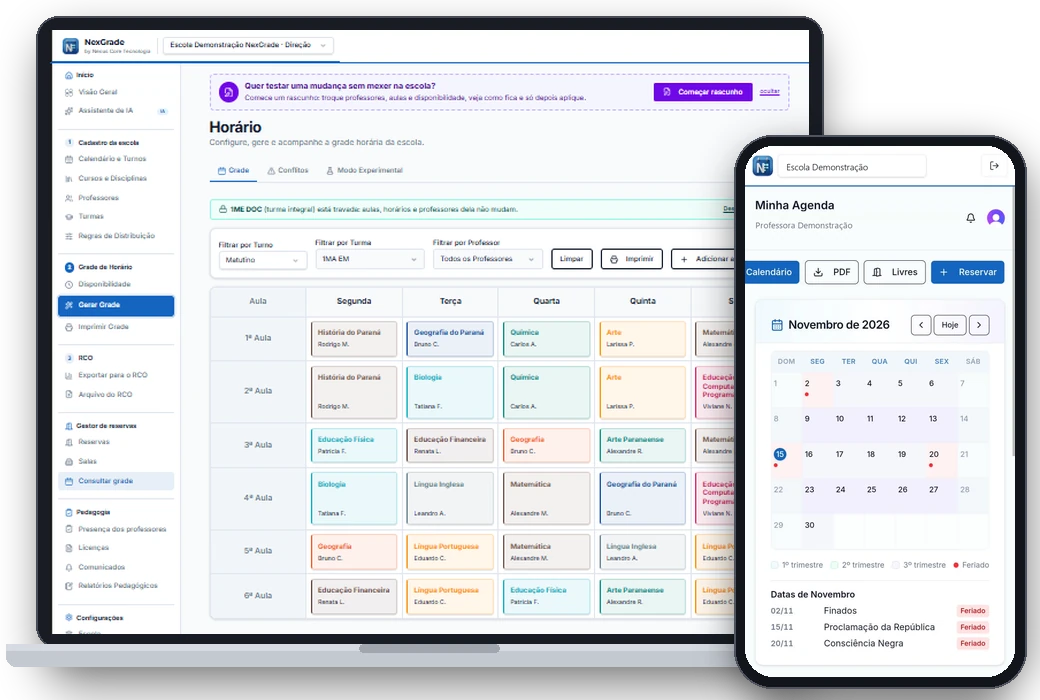 NexGrade
by Nexus Core Tecnologia
Escola Demonstração NexGrade - Direção
Início
Visão Geral
Assistente de IA
IA
1 Cadastro da escola
Calendário e Turnos
Cursos e Disciplinas
Professores
Turmas
Regras de Distribuição
2 Grade de Horário
Disponibilidade
Gerar Grade
Imprimir Grade
3 RCO
Exportar para o RCO
Arquivo do RCO
Gestor de reservas
Reservas
Salas
Consultar grade
Pedagogia
Presença dos professores
Licenças
Comunicados
Relatórios Pedagógicos
Configurações
Quer testar uma mudança sem mexer na escola?
Comece um rascunho: troque professores, aulas e disponibilidade, veja como fica e só depois aplique.
Começar rascunho
ocultar
Horário
Configure, gere e acompanhe a grade horária da escola.
Grade Conflitos Modo Experimental
1ME DOC (turma integral) está travada: aulas, horários e professores dela não mudam.
Filtrar por Turno Filtrar por Turma Filtrar por Professor
Matutino 1MA EM Todos os Professores Limpar Imprimir + Adicionar
Aula Segunda Terça Quarta Quinta
1ª Aula
História do Paraná Geografia do Paraná Química Arte
Rodrigo M. Bruno C. Carlos A. Larissa P. Alexandre
2ª Aula
História do Paraná Biologia Química Arte
Rodrigo M. Tatiana F. Carlos A. Larissa P. Viviane N.
3ª Aula
Educação Física Educação Financeira Geografia Arte Paranaense
Patrícia F. Renata L. Bruno C. Alexandre R. Alexandre
4ª Aula
Biologia Língua Inglesa Matemática Geografia do Paraná
Tatiana F. Leandro A. Alexandre M. Bruno C. Viviane N.
5ª Aula
Geografia Língua Portuguesa Matemática Língua Inglesa Língua P
Bruno C. Eduardo C. Alexandre M. Leandro A. Eduardo C.
6ª Aula
Educação Financeira Língua Portuguesa Educação Física Arte Paranaense Língua P
Renata L. Eduardo C. Patrícia F. Alexandre R. Eduardo C.
Escola Demonstração
Minha Agenda
Professora Demonstração
Calendário PDF Livres + Reservar
Novembro de 2026
Hoje
DOM SEG TER QUA QUI SEX SÁB
1 2 3 4 5 6 7
8 9 10 11 12 13 14
15 16 17 18 19 20 21
22 23 24 25 26 27 28
29 30
1º trimestre 2º trimestre 3º trimestre Feriado
Datas de Novembro
02/11 Finados Feriado
15/11 Proclamação da República Feriado
20/11 Consciência Negra Feriado